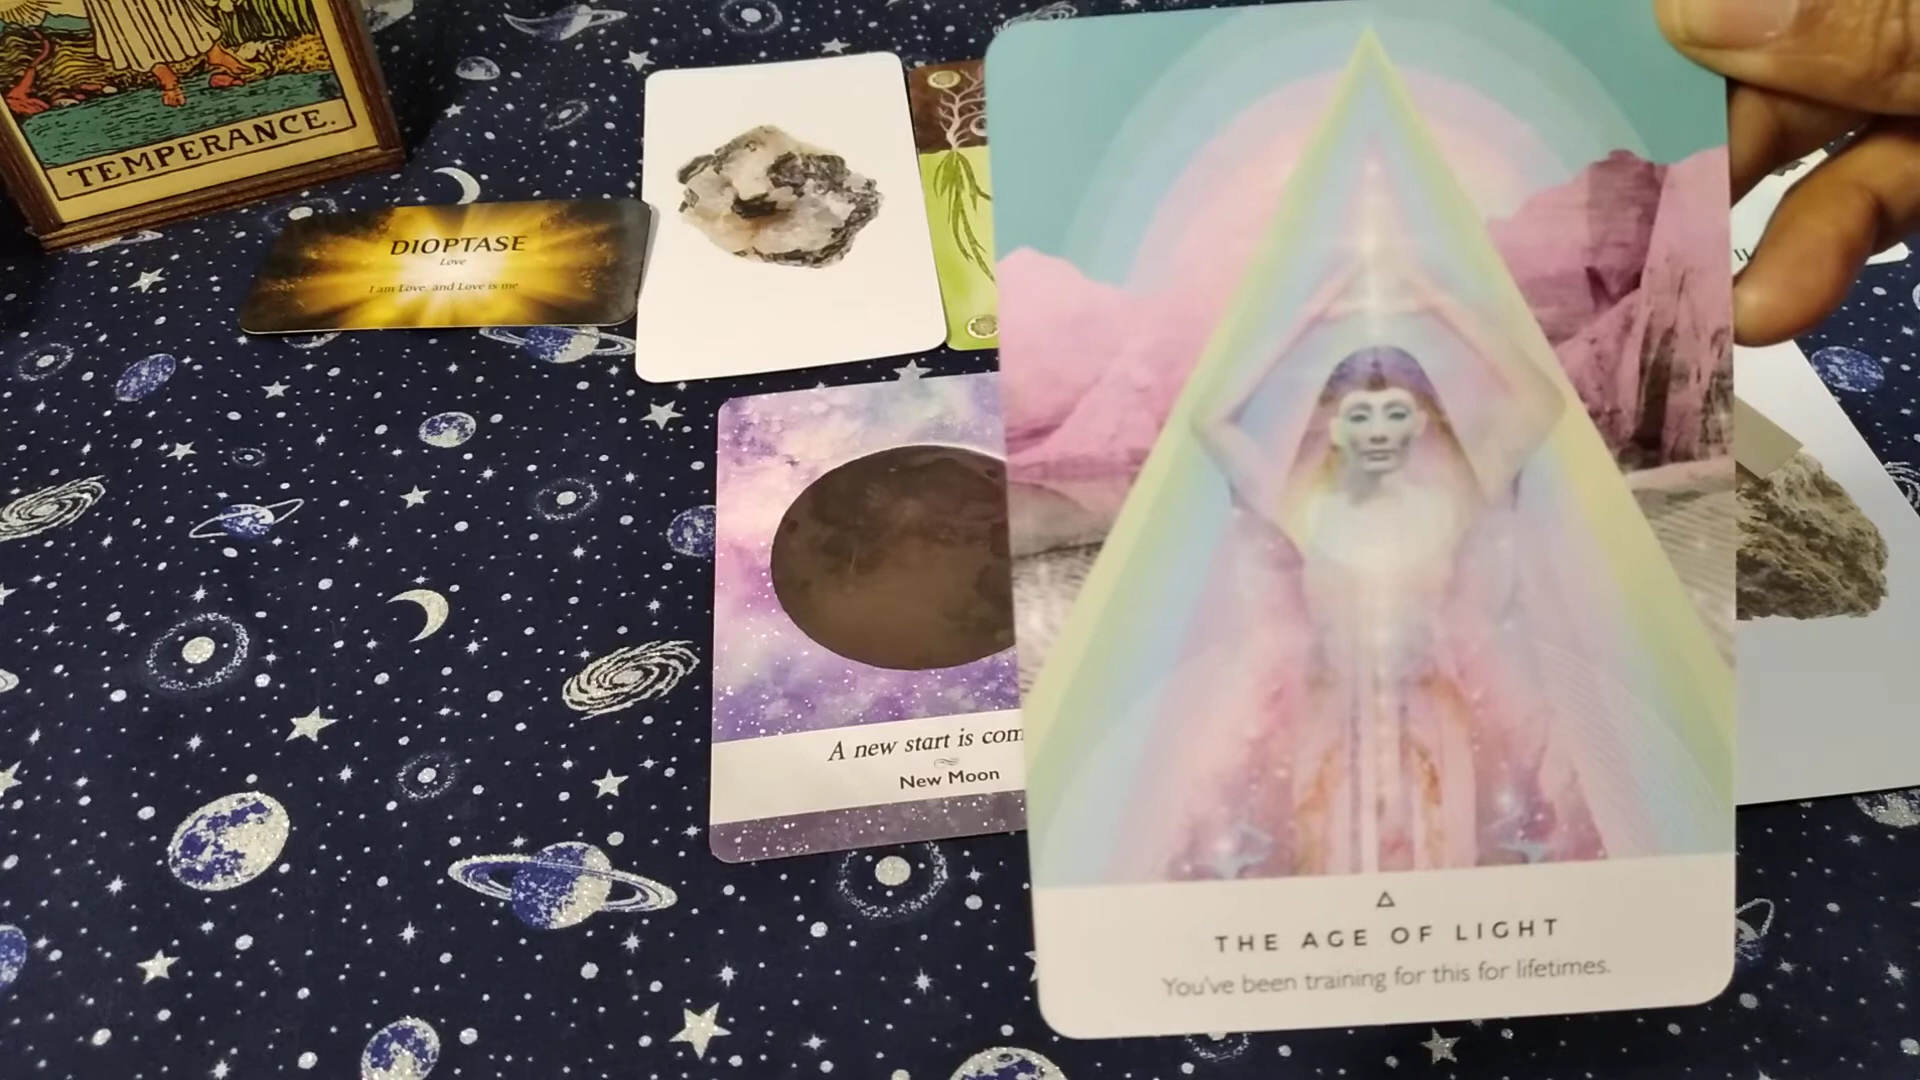 TEMPERANCE.
DIOPTASE
Love
I am Love, and Love is me
A new start is com
New Moon
THE AGE OF LIGHT
You've been training for this for lifetimes.